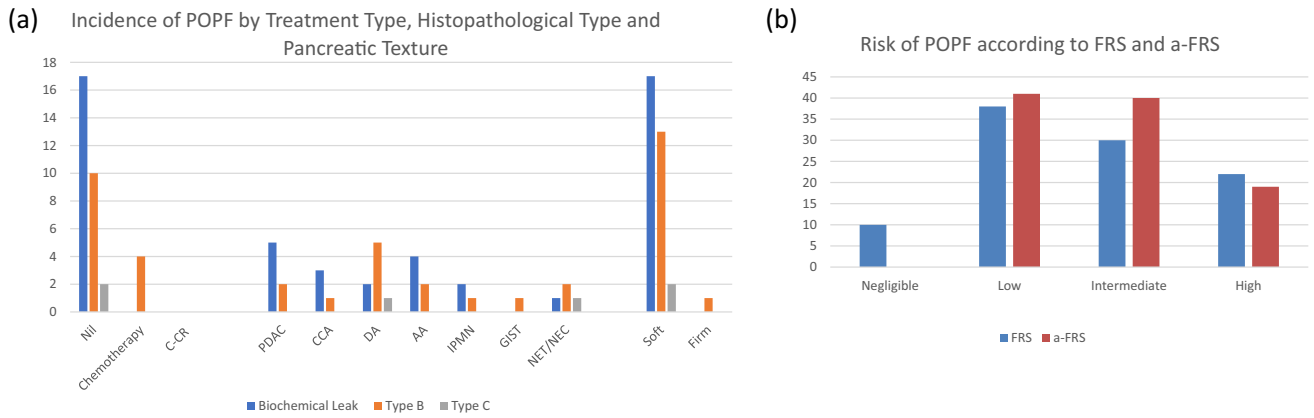 (a)
Incidence of POPF by Treatment Type, Histopathological Type and
Pancreatic Texture
18
16
14
12
10
8
6
4
2
0
Nil
Chemotherapy
C-CR
PDAC
CCA
DA
AA
IPMN
GIST
NET/NEC
Soft
Firm
Biochemical Leak Type B Type C
(b)
Risk of POPF according to FRS and a-FRS
45
40
35
30
25
20
15
10
5
0
Negligible Low Intermediate High
FRS a-FRS